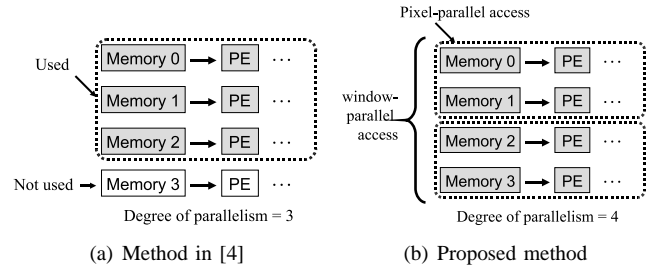 Used
Memory 0 PE ...
Memory 1 PE ...
Memory 2 PE ...
Not used Memory 3 PE ...
Degree of parallelism = 3
(a) Method in [4]
Pixel-parallel access
window-
parallel
access
Memory 0 PE ...
Memory 1 PE ...
Memory 2 PE ...
Memory 3 PE ...
Degree of parallelism = 4
(b) Proposed method